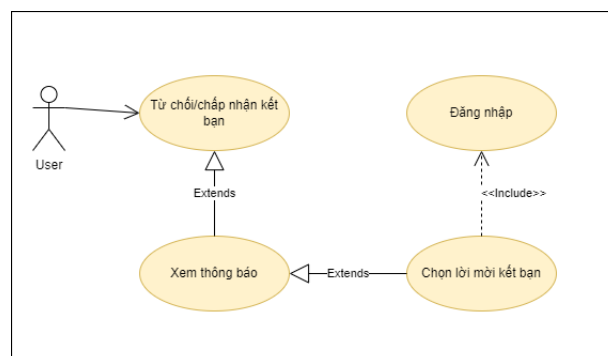 Từ chối/chấp nhận kết
bạn
Đăng nhập
User
Extends
<<Include>>
Xem thông báo
Extends
Chọn lời mời kết bạn